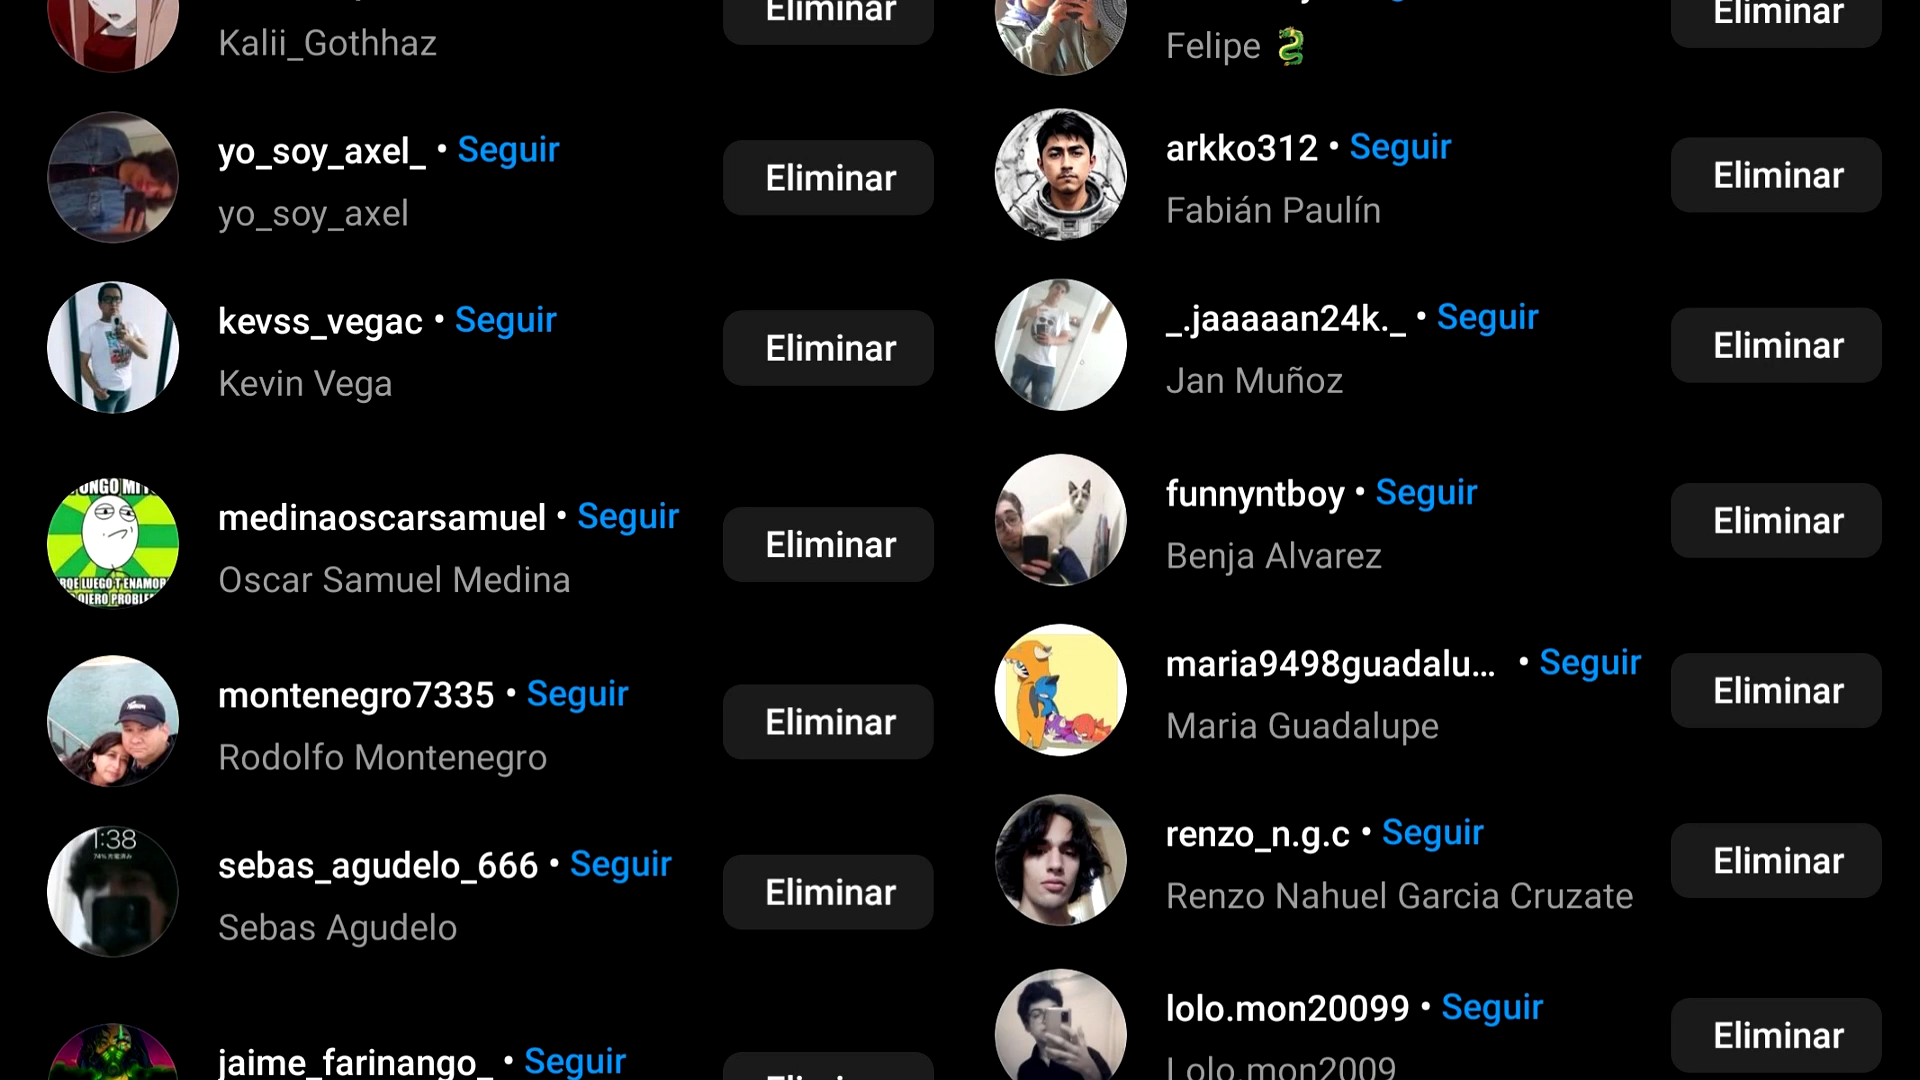 Eliminar
Kalii_Gothhaz
yo_soy_axel_ • Seguir
yo_soy_axel
Eliminar
kevss_vegac • Seguir
Kevin Vega
Eliminar
medinaoscarsamuel • Seguir
Oscar Samuel Medina
Eliminar
montenegro7335 • Seguir
Rodolfo Montenegro
Eliminar
1:38
sebas_agudelo_666 • Seguir
Sebas Agudelo
Eliminar
jaime_farinango_ • Seguir
Eliminar
Felipe 🐉
Eliminar
arkko312 • Seguir
Fabián Paulín
Eliminar
_.jaaaaan24k._ • Seguir
Jan Muñoz
Eliminar
funnyntboy • Seguir
Benja Alvarez
Eliminar
maria9498guadalu... • Seguir
Maria Guadalupe
Eliminar
renzo_n.g.c • Seguir
Renzo Nahuel Garcia Cruzate
Eliminar
lolo.mon20099 • Seguir
Lolo.mon2009
Eliminar